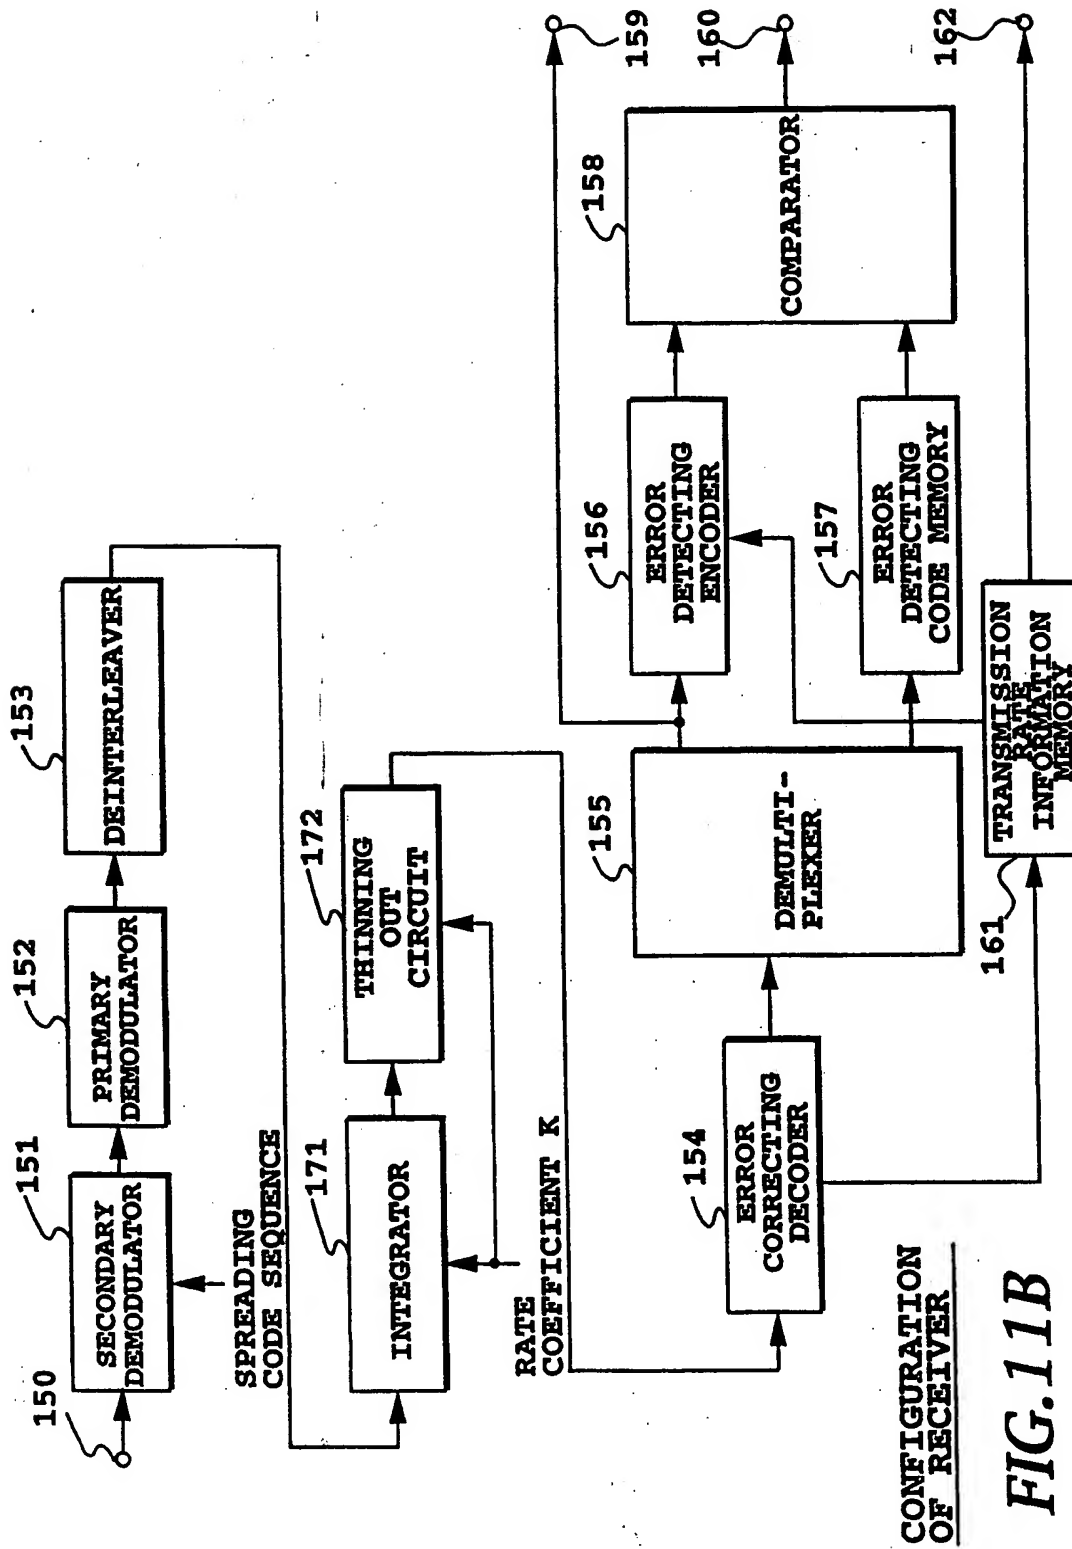 150
151
SECONDARY
DEMODULATOR
SPREADING
CODE SEQUENCE
152
PRIMARY
DEMODULATOR
153
DEINTERLEAVER
171
INTEGRATOR
RATE
COEFFICIENT K
172
THINNING
OUT
CIRCUIT
154
ERROR
CORRECTING
DECODER
155
DEMULTI-
PLEXER
156
ERROR
DETECTING
ENCODER
157
ERROR
DETECTING
CODE MEMORY
158
COMPARATOR
159
160
161
TRANSMISSION
RATE
INFORMATION
MEMORY
162
CONFIGURATION
OF RECEIVER
FIG.11B